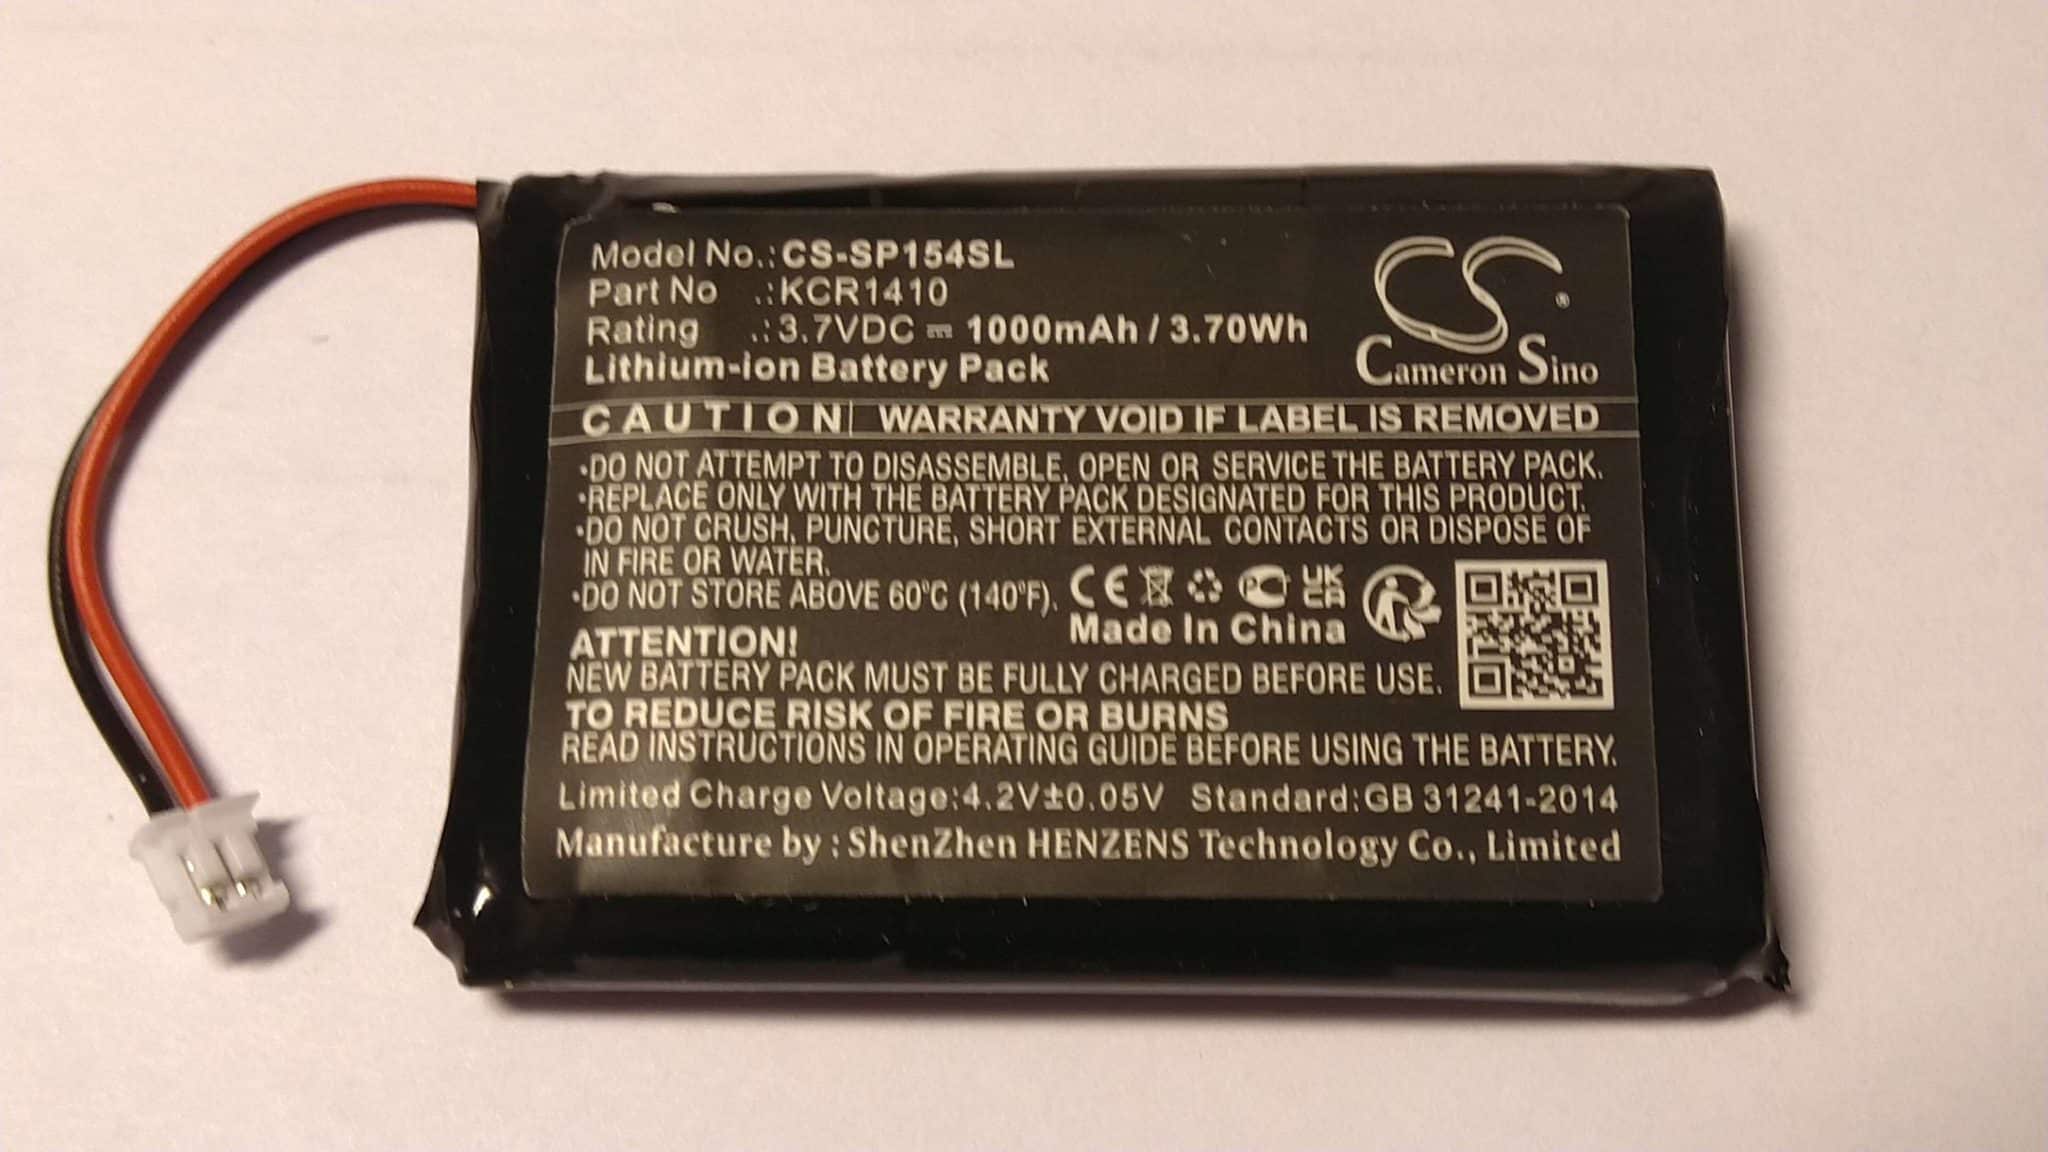 Model No.:CS-SP154SL
Part No .:KCR1410
Rating .:3.7VDC ⎓ 1000mAh / 3.70Wh
Lithium-ion Battery Pack
CS®
Cameron Sino
CAUTION| WARRANTY VOID IF LABEL IS REMOVED
·DO NOT ATTEMPT TO DISASSEMBLE, OPEN OR SERVICE THE BATTERY PACK.
·REPLACE ONLY WITH THE BATTERY PACK DESIGNATED FOR THIS PRODUCT.
·DO NOT CRUSH, PUNCTURE, SHORT EXTERNAL CONTACTS OR DISPOSE OF
IN FIRE OR WATER.
·DO NOT STORE ABOVE 60°C (140°F).
CE PC UK
CA
Made In China
ATTENTION!
NEW BATTERY PACK MUST BE FULLY CHARGED BEFORE USE.
TO REDUCE RISK OF FIRE OR BURNS
READ INSTRUCTIONS IN OPERATING GUIDE BEFORE USING THE BATTERY.
Limited Charge Voltage:4.2V±0.05V Standard:GB 31241-2014
Manufacture by : ShenZhen HENZENS Technology Co., Limited